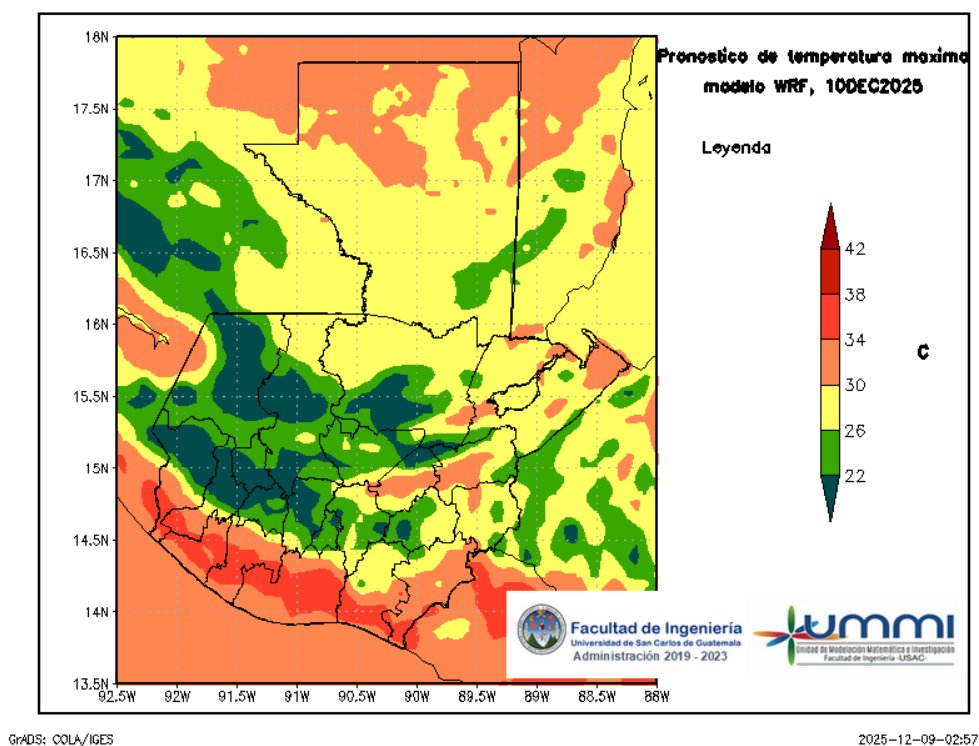 Pronostico de temperatura maxima
modelo WRF, 10DEC2025
Leyenda
42
38
34
30
26
22
C
18N
17.5N
17N
16.5N
16N
15.5N
15N
14.5N
14N
13.5N
92.5W
92W
91.5W
91W
90.5W
90W
89.5W
89W
88.5W
88W
Facultad de Ingeniería
Universidad de San Carlos de Guatemala
Administración 2019 - 2023
ummi
Unidad de Modelación Matemática e Investigación
Facultad de Ingeniería -USAC-
GrADS: COLA/IGES
2025-12-09-02:57